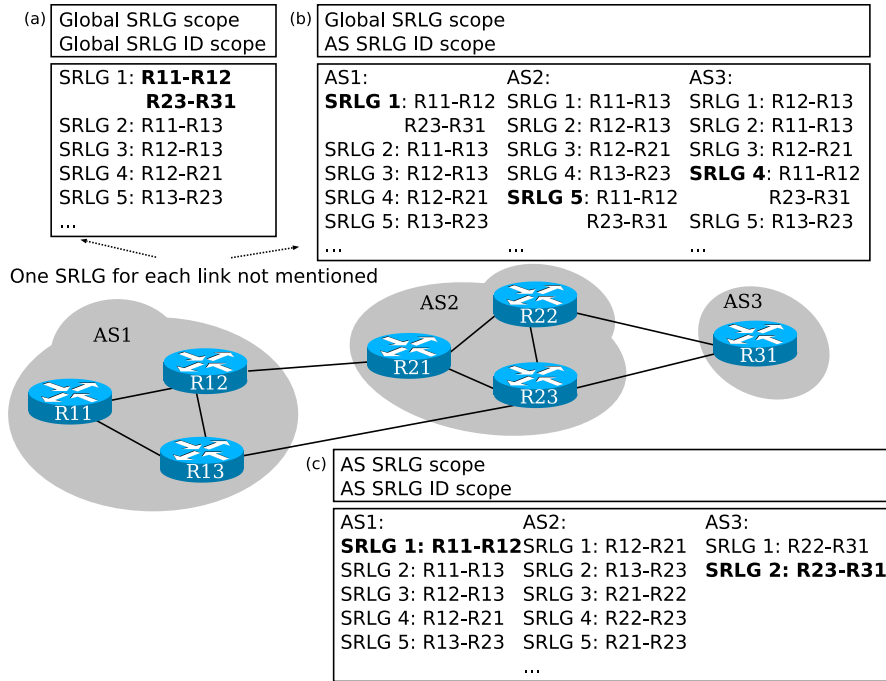 (a)
Global SRLG scope
Global SRLG ID scope
SRLG 1: R11-R12
R23-R31
SRLG 2: R11-R13
SRLG 3: R12-R13
SRLG 4: R12-R21
SRLG 5: R13-R23
...
(b)
Global SRLG scope
AS SRLG ID scope
AS1:
SRLG 1: R11-R12
R23-R31
SRLG 2: R11-R13
SRLG 3: R12-R13
SRLG 4: R12-R21
SRLG 5: R13-R23
...
AS2:
SRLG 1: R11-R13
SRLG 2: R12-R13
SRLG 3: R12-R21
SRLG 4: R13-R23
SRLG 5: R11-R12
R23-R31
...
AS3:
SRLG 1: R12-R13
SRLG 2: R11-R13
SRLG 3: R12-R21
SRLG 4: R11-R12
R23-R31
SRLG 5: R13-R23
...
One SRLG for each link not mentioned
AS1
R11
R12
R13
AS2
R21
R22
R23
AS3
R31
(c)
AS SRLG scope
AS SRLG ID scope
AS1:
SRLG 1: R11-R12
SRLG 2: R11-R13
SRLG 3: R12-R13
SRLG 4: R12-R21
SRLG 5: R13-R23
AS2:
SRLG 1: R12-R21
SRLG 2: R13-R23
SRLG 3: R21-R22
SRLG 4: R22-R23
SRLG 5: R21-R23
...
AS3:
SRLG 1: R22-R31
SRLG 2: R23-R31